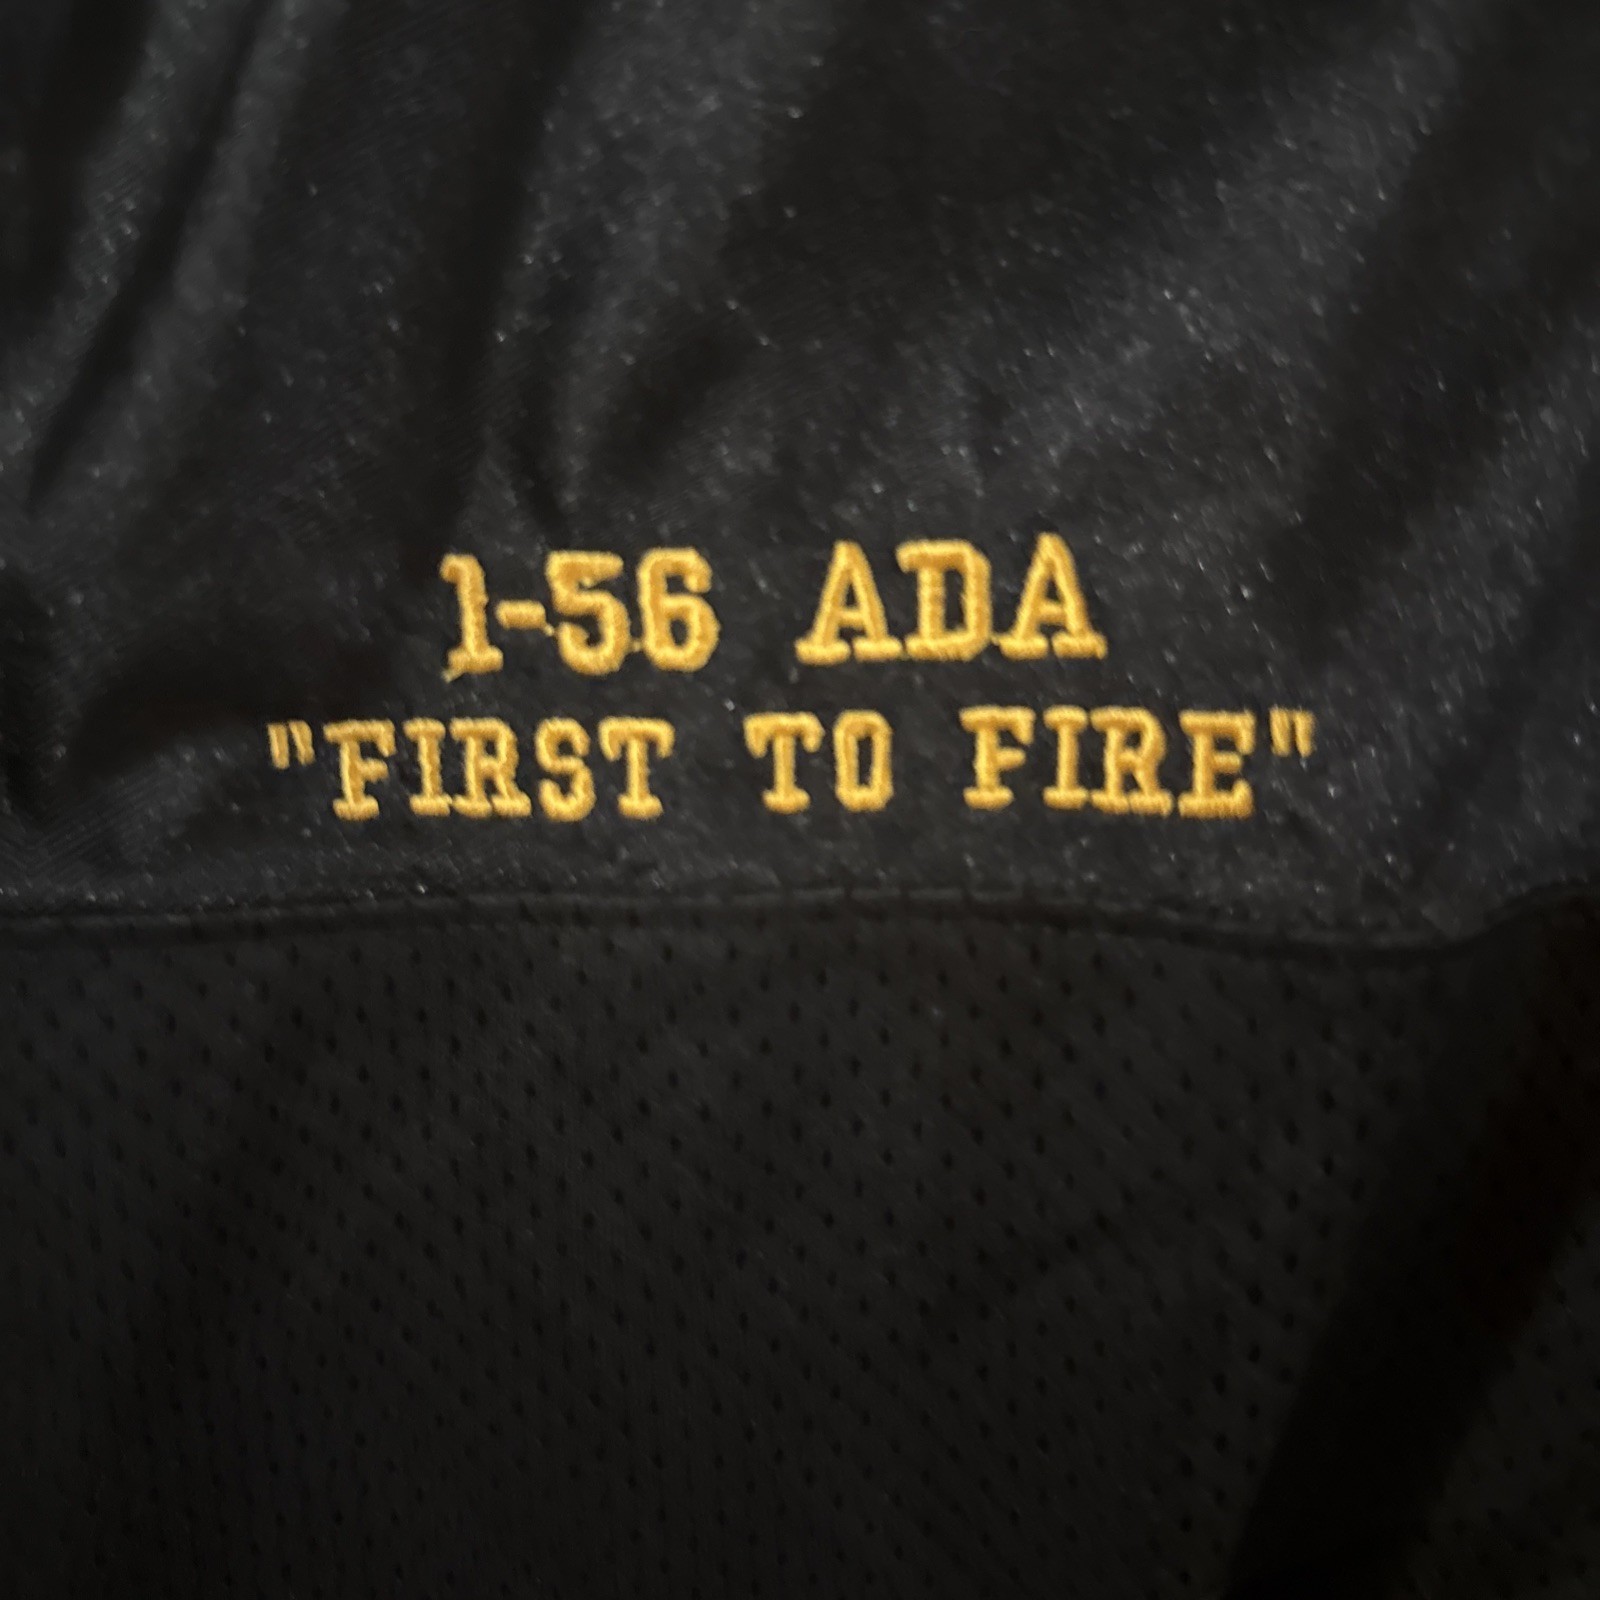 1-56 ADA
"FIRST TO FIRE"